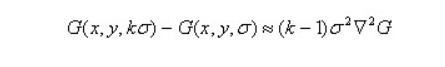 G(x, y, kσ) − G(x, y, σ) ≈ (k − 1)σ²∇²G